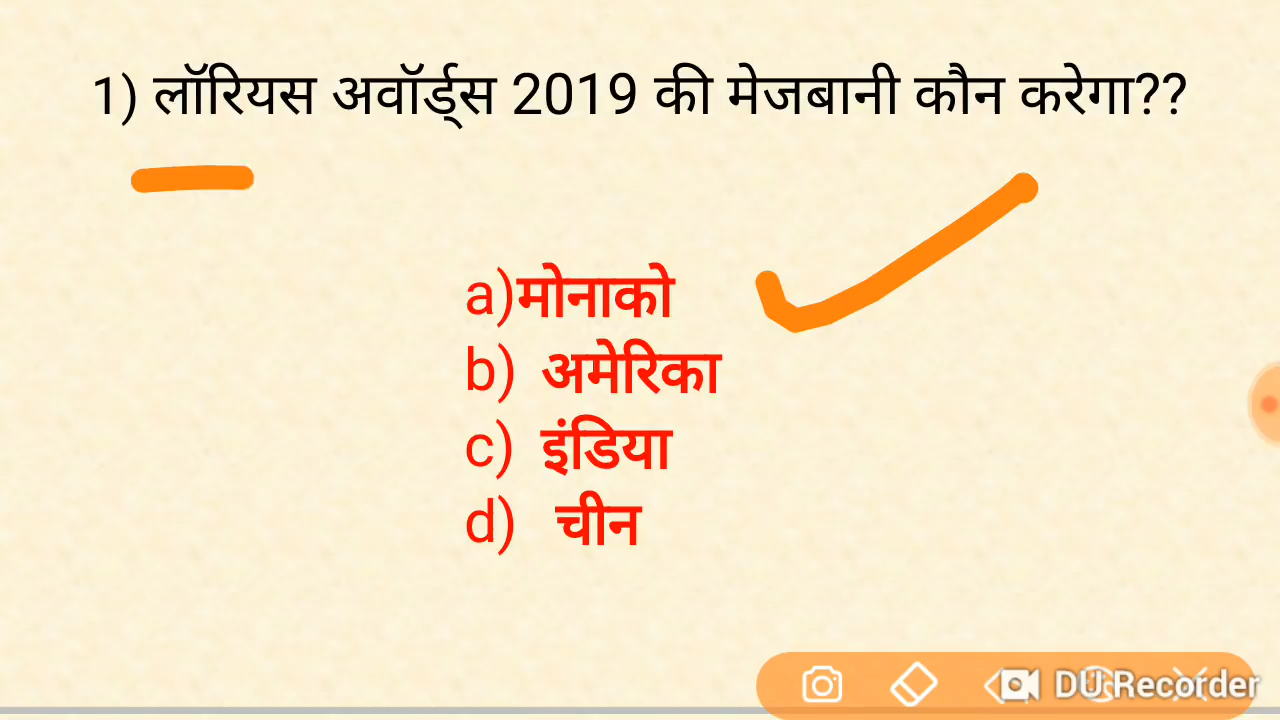 1) लॉरियस अवॉर्ड्स 2019 की मेजबानी कौन करेगा??
a)मोनाको
b) अमेरिका
c) इंडिया
d) चीन
DU Recorder